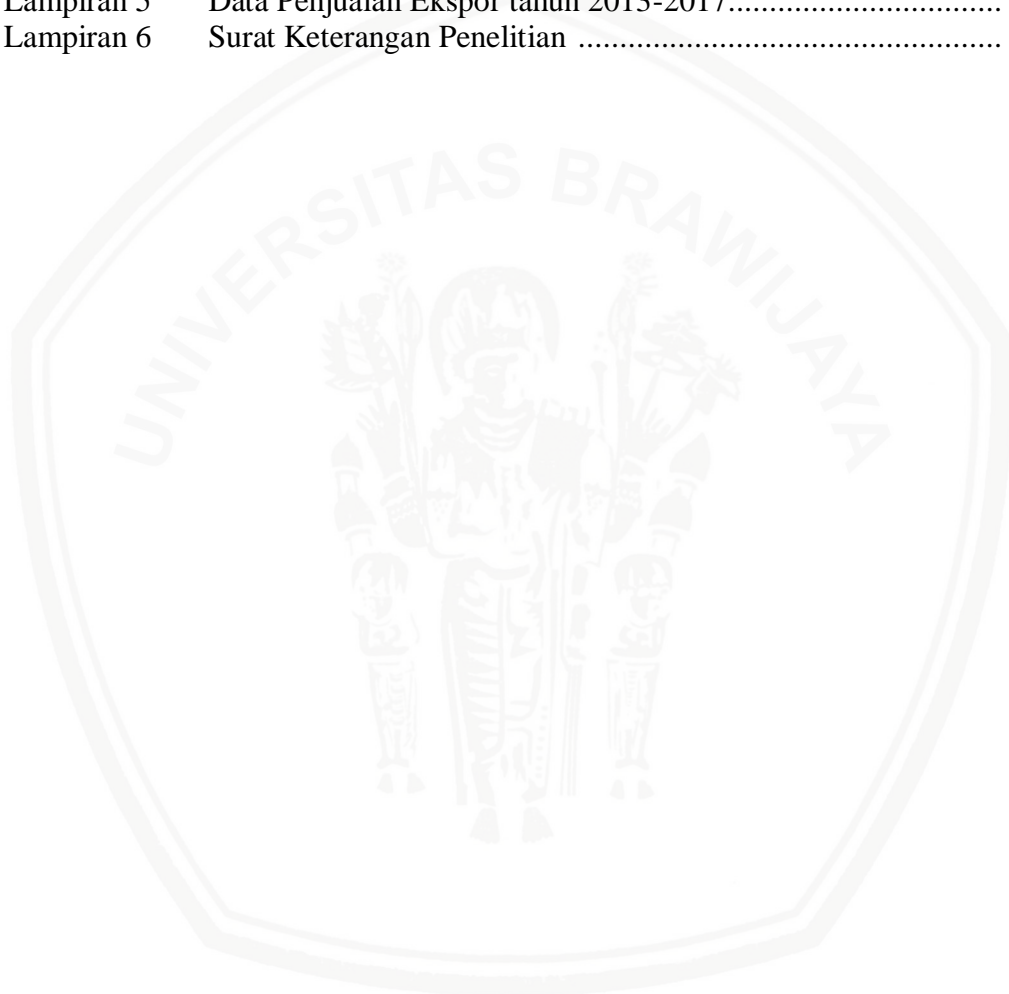 Lampiran 5 Data Penjualan Ekspor tahun 2013-2017.................................
Lampiran 6 Surat Keterangan Penelitian ...................................................
UNIVERSITAS BRAWIJAYA